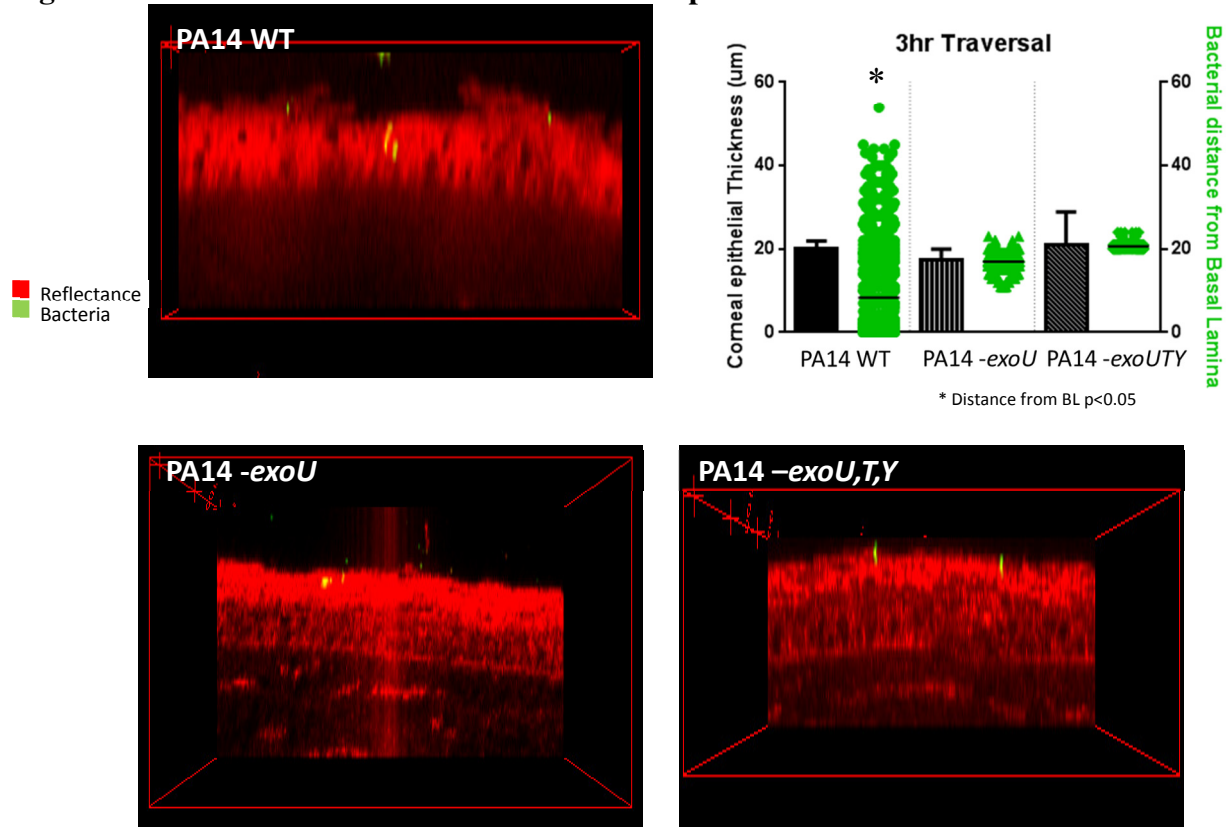 PA14 WT
Reflectance
Bacteria
3hr Traversal
Corneal epithelial Thickness (um)
Bacterial distance from Basal Lamina
*
60
40
20
0
60
40
20
0
PA14 WT
PA14 -exoU
PA14 -exoUTY
* Distance from BL p<0.05
PA14 -exoU
PA14 –exoU,T,Y